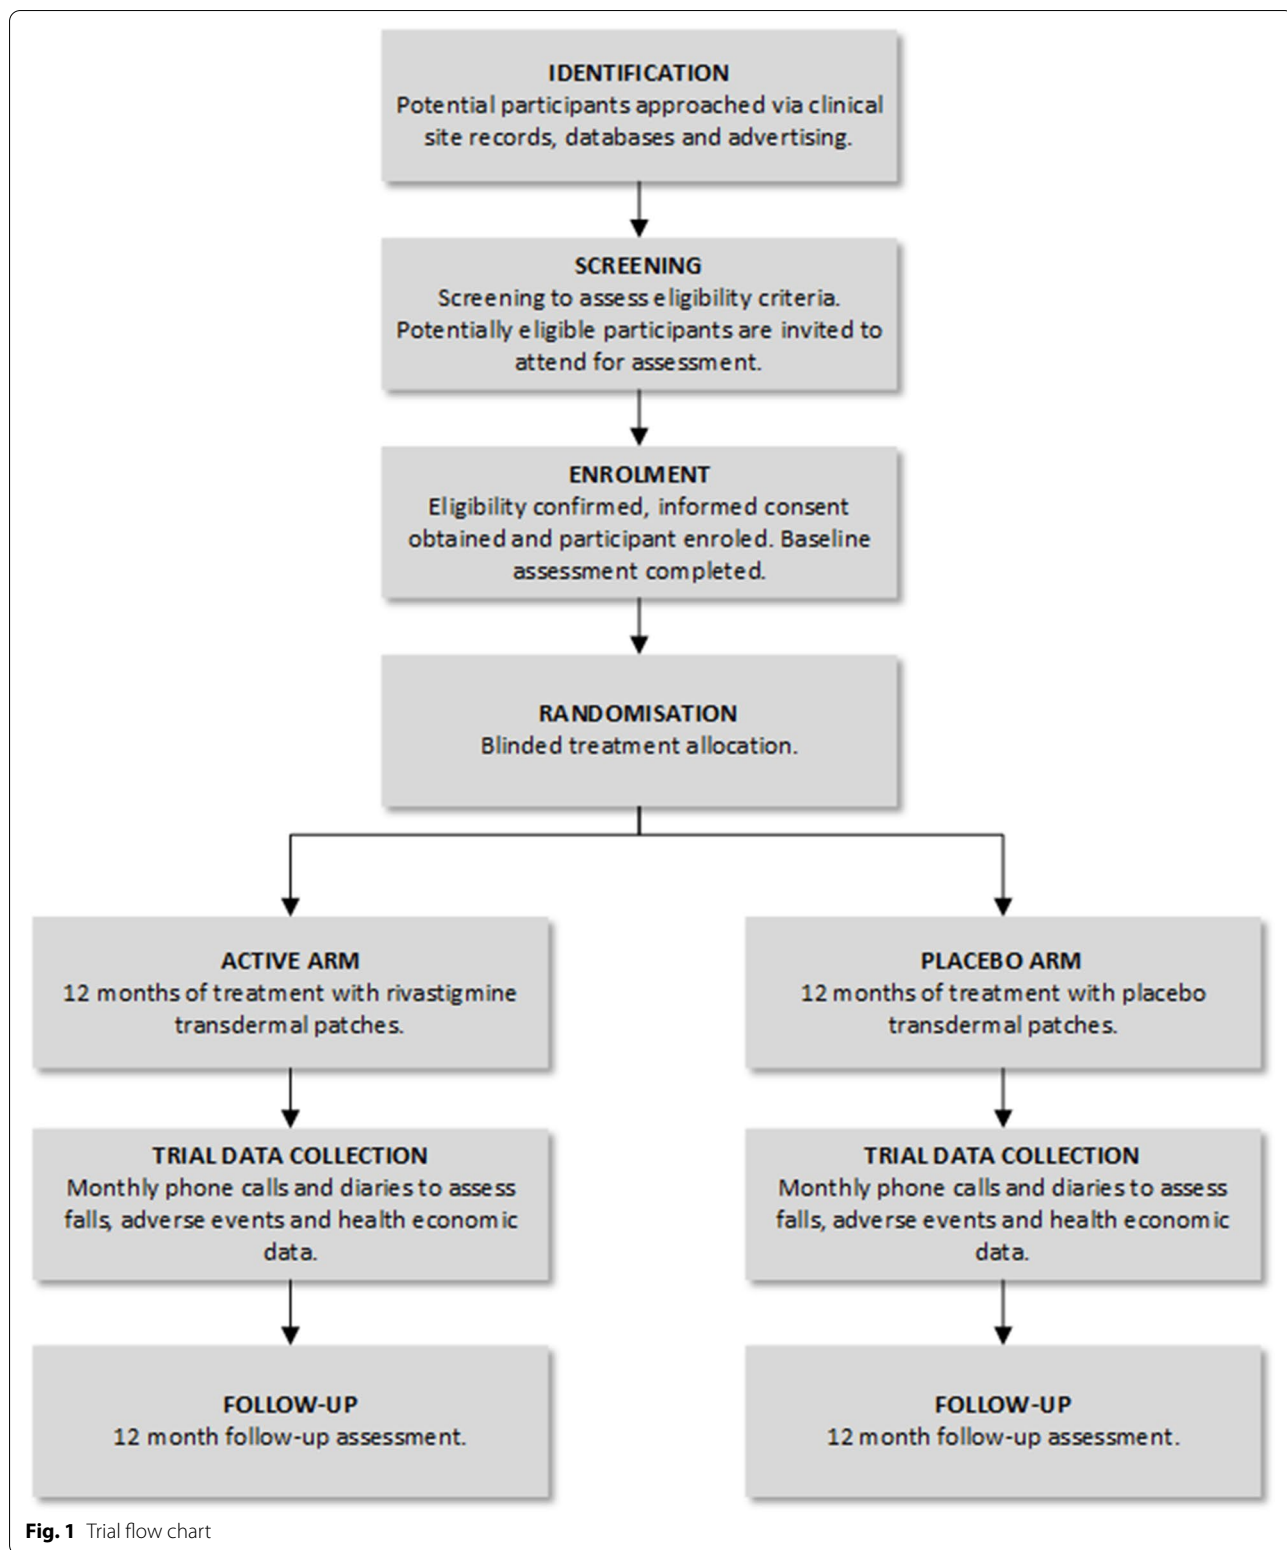 IDENTIFICATION
Potential participants approached via clinical
site records, databases and advertising.
SCREENING
Screening to assess eligibility criteria.
Potentially eligible participants are invited to
attend for assessment.
ENROLMENT
Eligibility confirmed, informed consent
obtained and participant enroled. Baseline
assessment completed.
RANDOMISATION
Blinded treatment allocation.
ACTIVE ARM
12 months of treatment with rivastigmine
transdermal patches.
PLACEBO ARM
12 months of treatment with placebo
transdermal patches.
TRIAL DATA COLLECTION
Monthly phone calls and diaries to assess
falls, adverse events and health economic
data.
TRIAL DATA COLLECTION
Monthly phone calls and diaries to assess
falls, adverse events and health economic
data.
FOLLOW-UP
12 month follow-up assessment.
FOLLOW-UP
12 month follow-up assessment.
Fig. 1 Trial flow chart